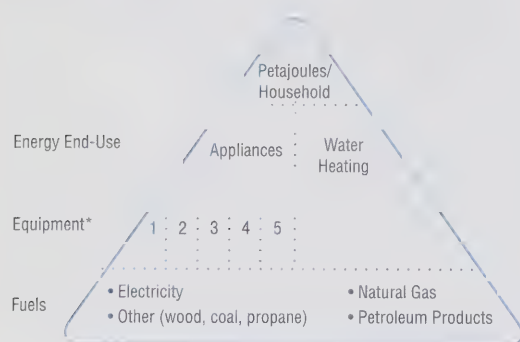 Petajoules/
Household
Energy End-Use
Appliances
Water
Heating
Equipment*
1 2 3 4 5
Fuels
• Electricity
• Natural Gas
• Other (wood, coal, propane)
• Petroleum Products